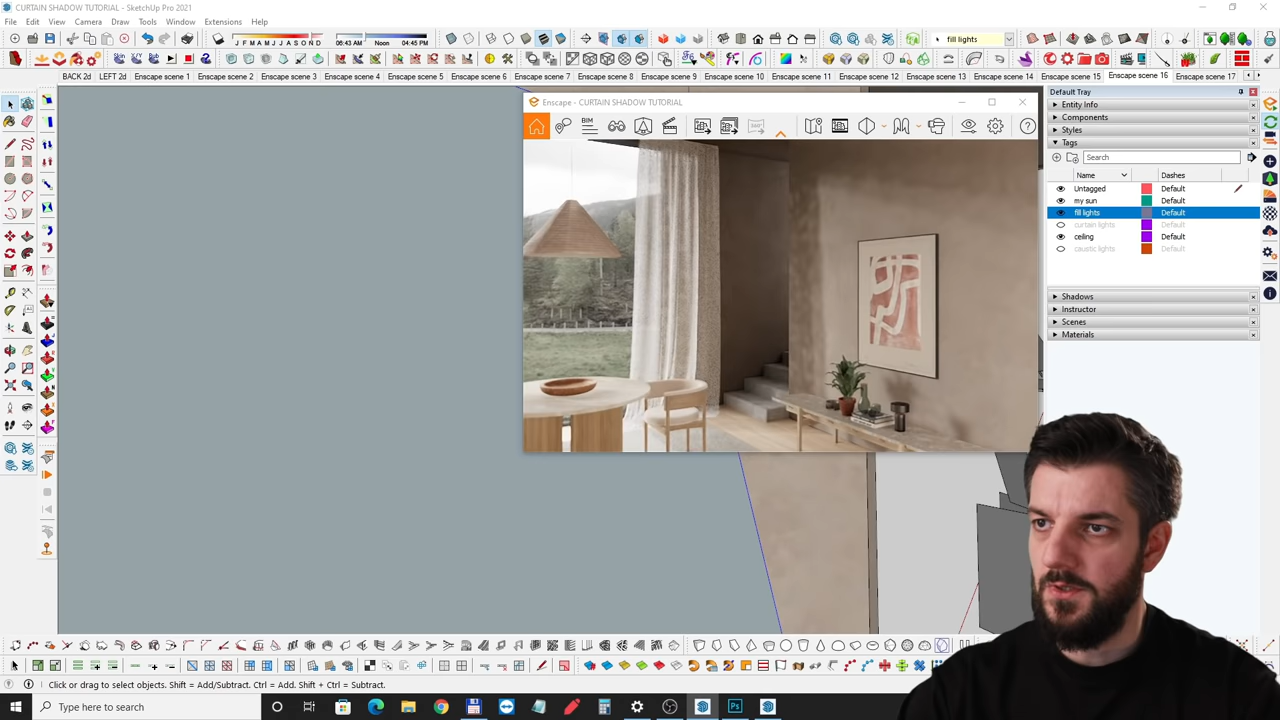 CURTAIN SHADOW TUTORIAL - SketchUp Pro 2021
File Edit View Camera Draw Tools Window Extensions Help
J F M A M J J A S O N D
06:43 AM Noon 04:45 PM
fill lights
BACK 2d LEFT 2d Enscape scene 1 Enscape scene 2 Enscape scene 3 Enscape scene 4 Enscape scene 5 Enscape scene 6 Enscape scene 7 Enscape scene 8 Enscape scene 9 Enscape scene 10 Enscape scene 11 Enscape scene 12 Enscape scene 13 Enscape scene 14 Enscape scene 15 Enscape scene 16 Enscape scene 17
Enscape - CURTAIN SHADOW TUTORIAL
BIM
Default Tray
Entity Info
Components
Styles
Tags
Search
Name Dashes
Untagged Default
my sun Default
fill lights Default
curtain lights Default
ceiling Default
caustic lights Default
Shadows
Instructor
Scenes
Materials
Click or drag to select objects. Shift = Add/Subtract. Ctrl = Add. Shift + Ctrl = Subtract.
Type here to search
Ps